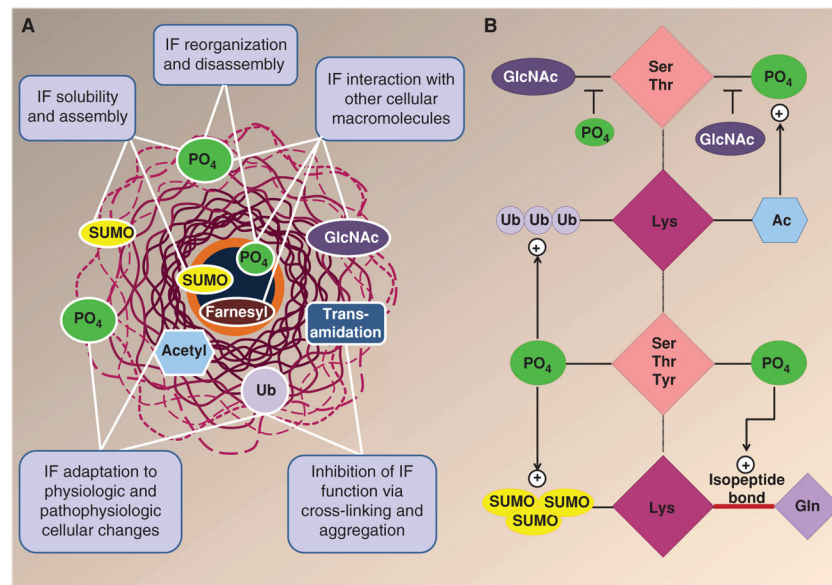 A
IF reorganization
and disassembly
IF solubility
and assembly
IF interaction with
other cellular
macromolecules
PO4
SUMO
GlcNAc
PO4
SUMO
Farnesyl
PO4
Trans-
amidation
Acetyl
Ub
IF adaptation to
physiologic and
pathophysiologic
cellular changes
Inhibition of IF
function via
cross-linking and
aggregation
B
GlcNAc
Ser
Thr
PO4
PO4
GlcNAc
+
Ub Ub Ub
Lys
Ac
+
PO4
Ser
Thr
Tyr
PO4
+
+
SUMO SUMO
SUMO
Lys
Isopeptide
bond
Gln